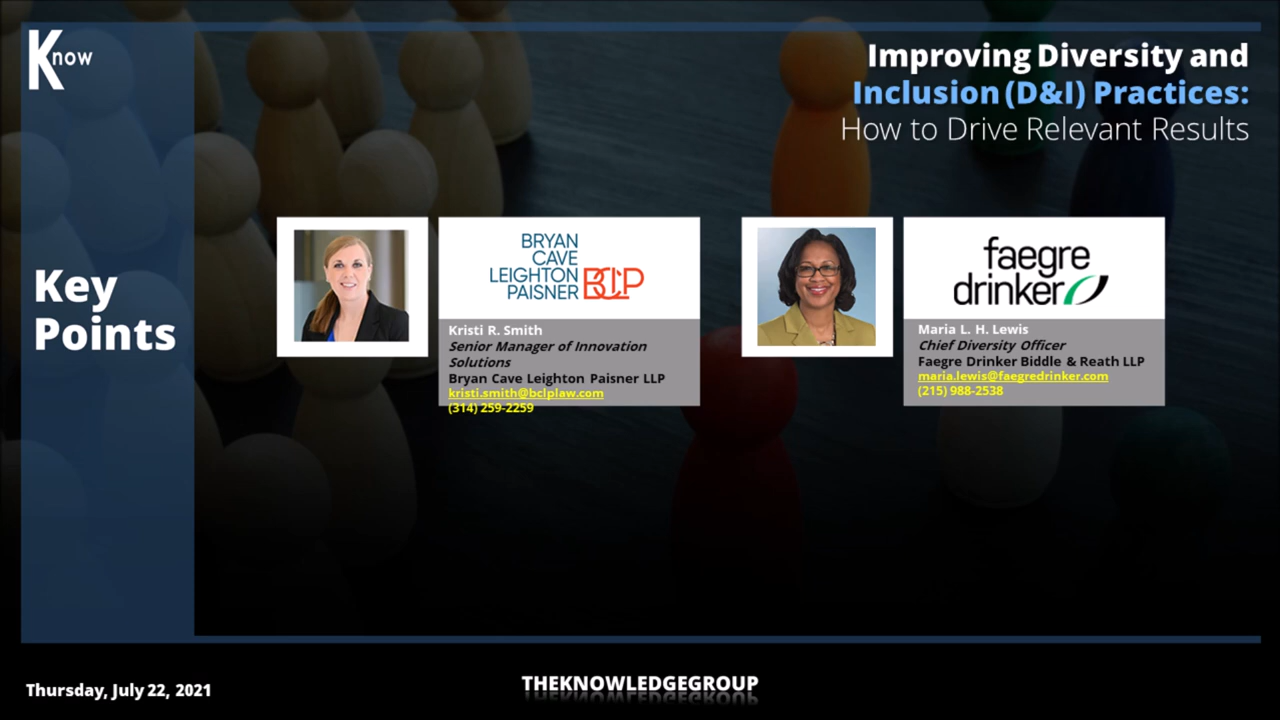 Know
Improving Diversity and
Inclusion (D&I) Practices:
How to Drive Relevant Results
Key
Points
BRYAN
CAVE
LEIGHTON
PAISNER
BCLP
Kristi R. Smith
Senior Manager of Innovation
Solutions
Bryan Cave Leighton Paisner LLP
kristi.smith@bclplaw.com
(314) 259-2259
faegre
drinker
Maria L. H. Lewis
Chief Diversity Officer
Faegre Drinker Biddle & Reath LLP
maria.lewis@faegredrinker.com
(215) 988-2538
Thursday, July 22, 2021
THEKNOWLEDGEGROUP